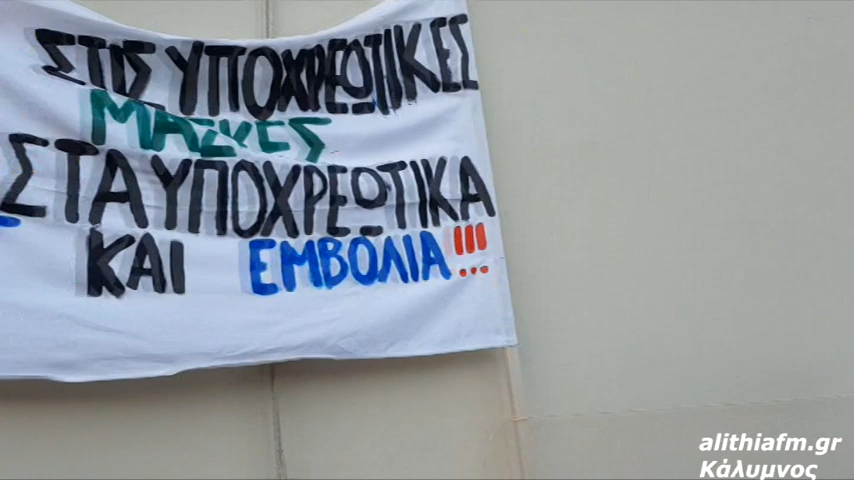 ΣΤΙΣ ΥΠΟΧΡΕΩΤΙΚΕΣ
ΜΑΣΚΕΣ
ΣΤΑ ΥΠΟΧΡΕΩΤΙΚΑ
ΚΑΙ ΕΜΒΟΛΙΑ!!!
alithiafm.gr
Κάλυμνος